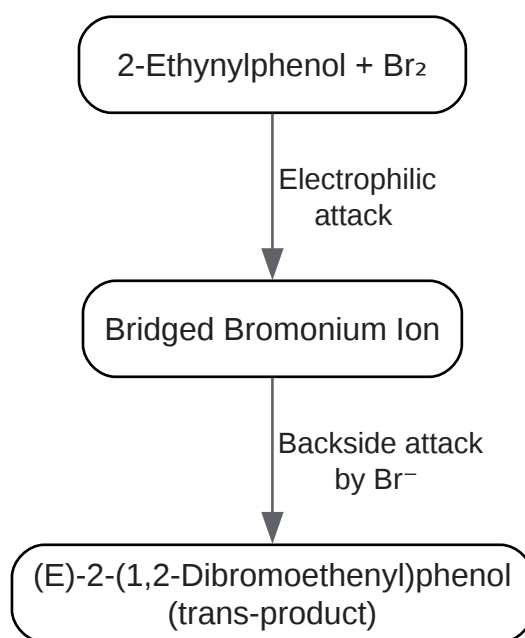 2-Ethynylphenol + Br₂
Electrophilic
attack
Bridged Bromonium Ion
Backside attack
by Br⁻
(E)-2-(1,2-Dibromoethenyl)phenol
(trans-product)